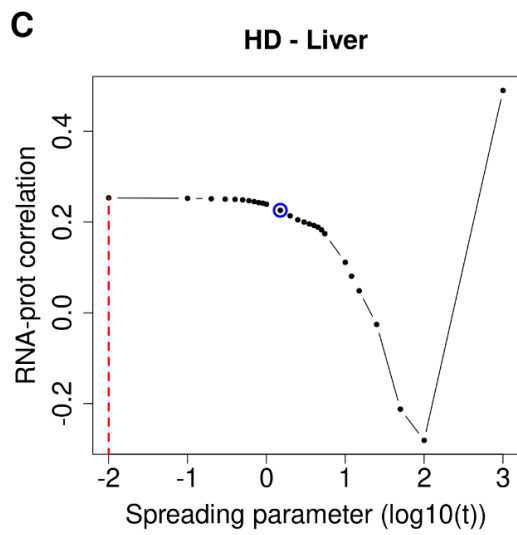 C
HD - Liver
RNA-prot correlation
0.4
0.2
0.0
-0.2
-2 -1 0 1 2 3
Spreading parameter (log10(t))